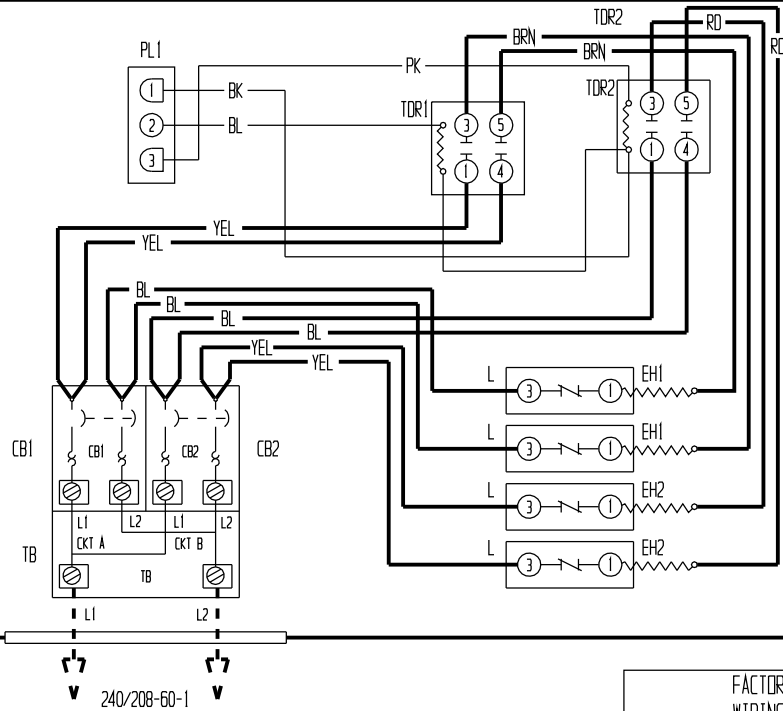 TDR2
RD
RD
BRN
BRN
PL1
PK
1
BK
TDR1
TDR2
3
5
2
BL
3
5
3
1
4
1
4
YEL
YEL
BL
BL
BL
BL
YEL
YEL
L
3
1
EH1
L
3
1
EH1
CB1
CB1
CB2
CB2
L
3
1
EH2
L1
L2
L1
L2
CKT A
CKT B
L
3
1
EH2
TB
TB
L1
L2
240/208-60-1
FACTOR
WIRING